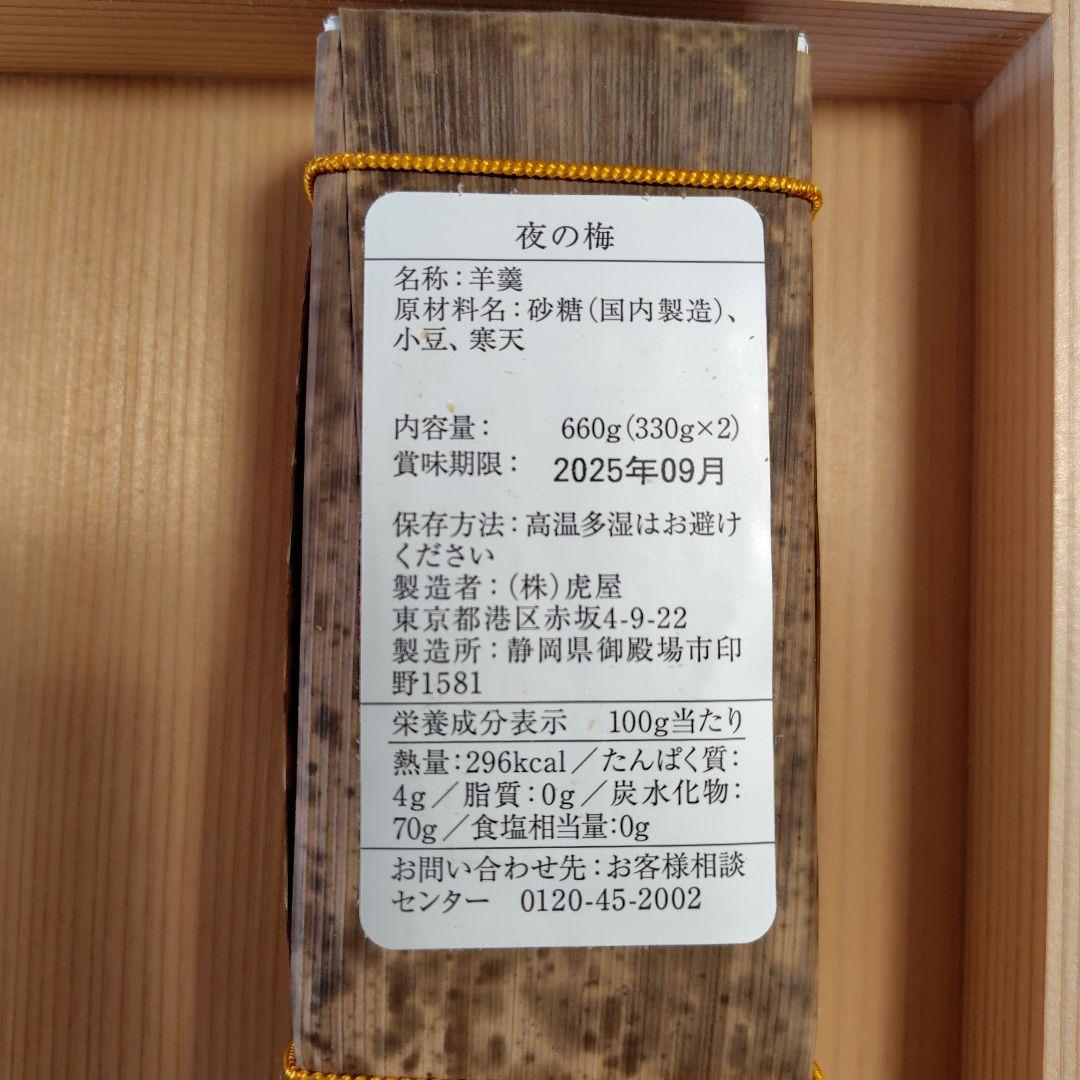 夜の梅
名称：羊羹
原材料名：砂糖（国内製造）、
小豆、寒天
内容量： 660g（330g×2）
賞味期限： 2025年09月
保存方法：高温多湿はお避け
ください
製造者：（株）虎屋
東京都港区赤坂4-9-22
製造所：静岡県御殿場市印
野1581
栄養成分表示 100g当たり
熱量：296kcal／たんぱく質：
4g／脂質：0g／炭水化物：
70g／食塩相当量：0g
お問い合わせ先：お客様相談
センター 0120-45-2002